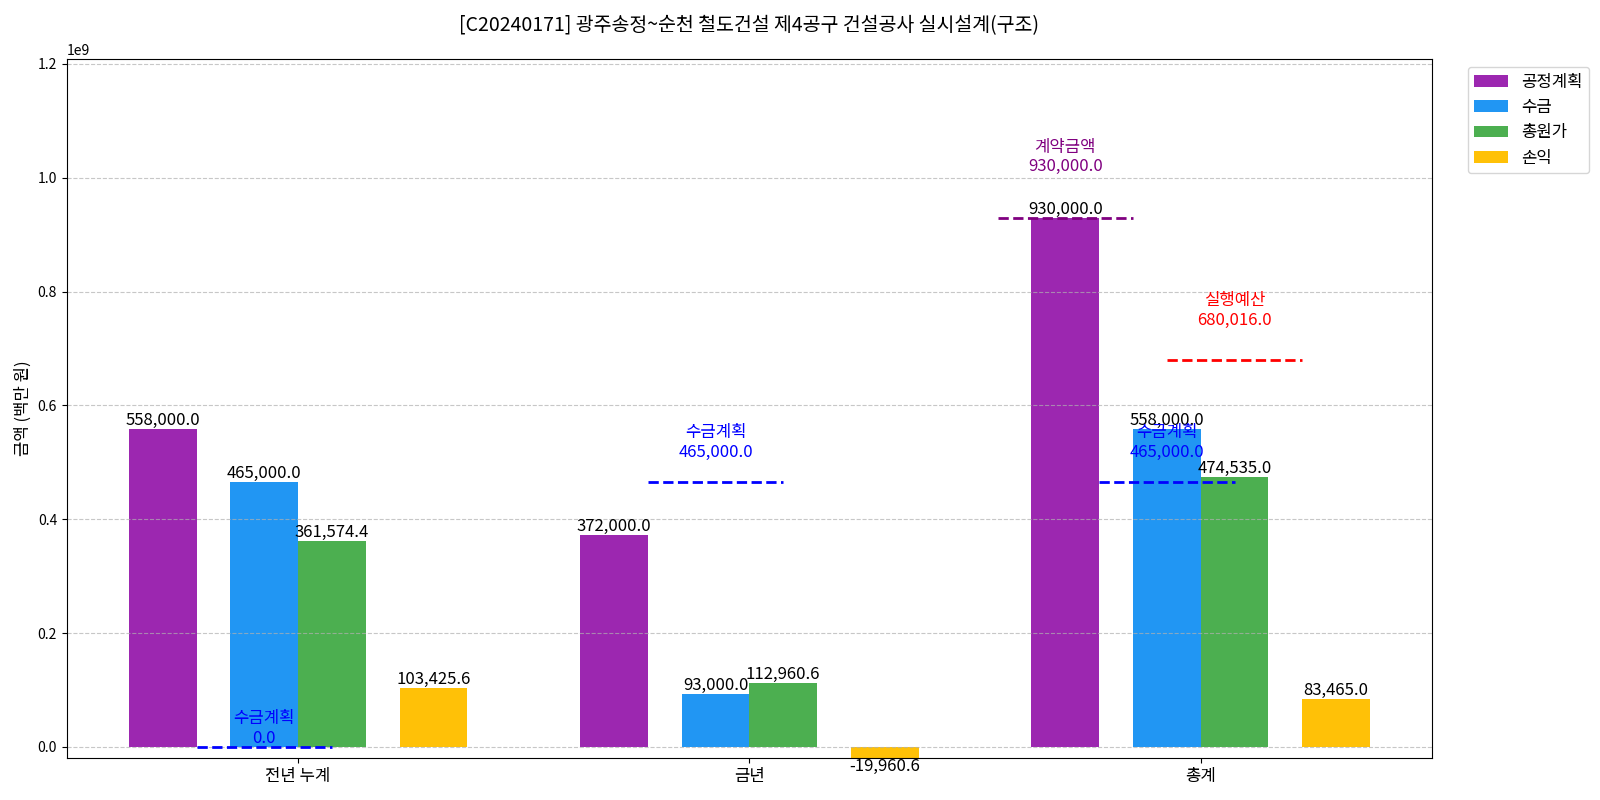 [C20240171] 광주송정~순천 철도건설 제4공구 건설공사 실시설계(구조)
1e9
1.2
1.0
0.8
0.6
0.4
0.2
0.0
금액 (백만 원)
558,000.0
465,000.0
361,574.4
103,425.6
수금계획
0.0
372,000.0
수금계획
465,000.0
93,000.0
112,960.6
-19,960.6
계약금액
930,000.0
930,000.0
실행예산
680,016.0
558,000.0
수금계획
465,000.0
474,535.0
83,465.0
전년 누계
금년
총계
공정계획
수금
총원가
손익